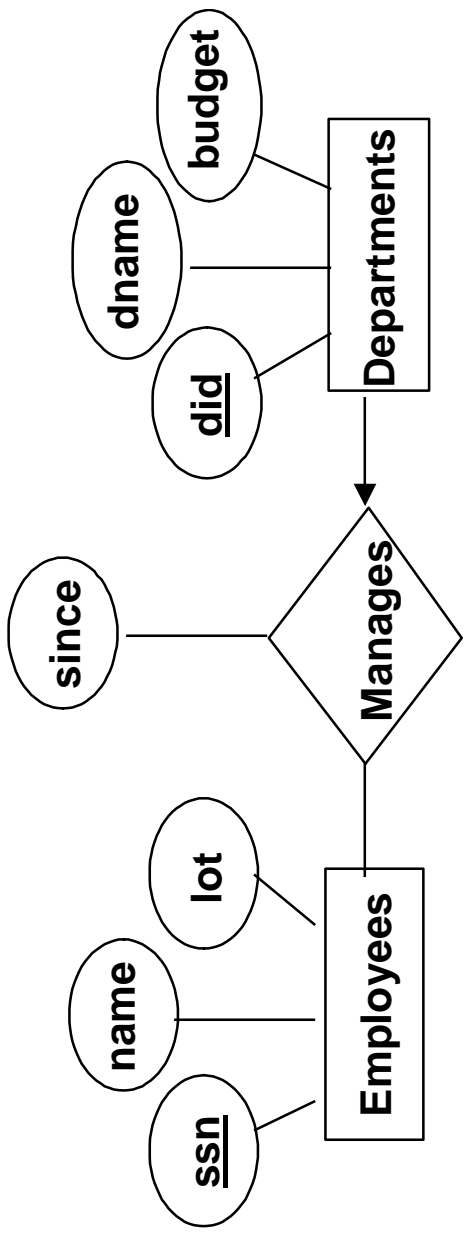 since
name
dname
ssn
lot
did
budget
Employees
Manages
Departments